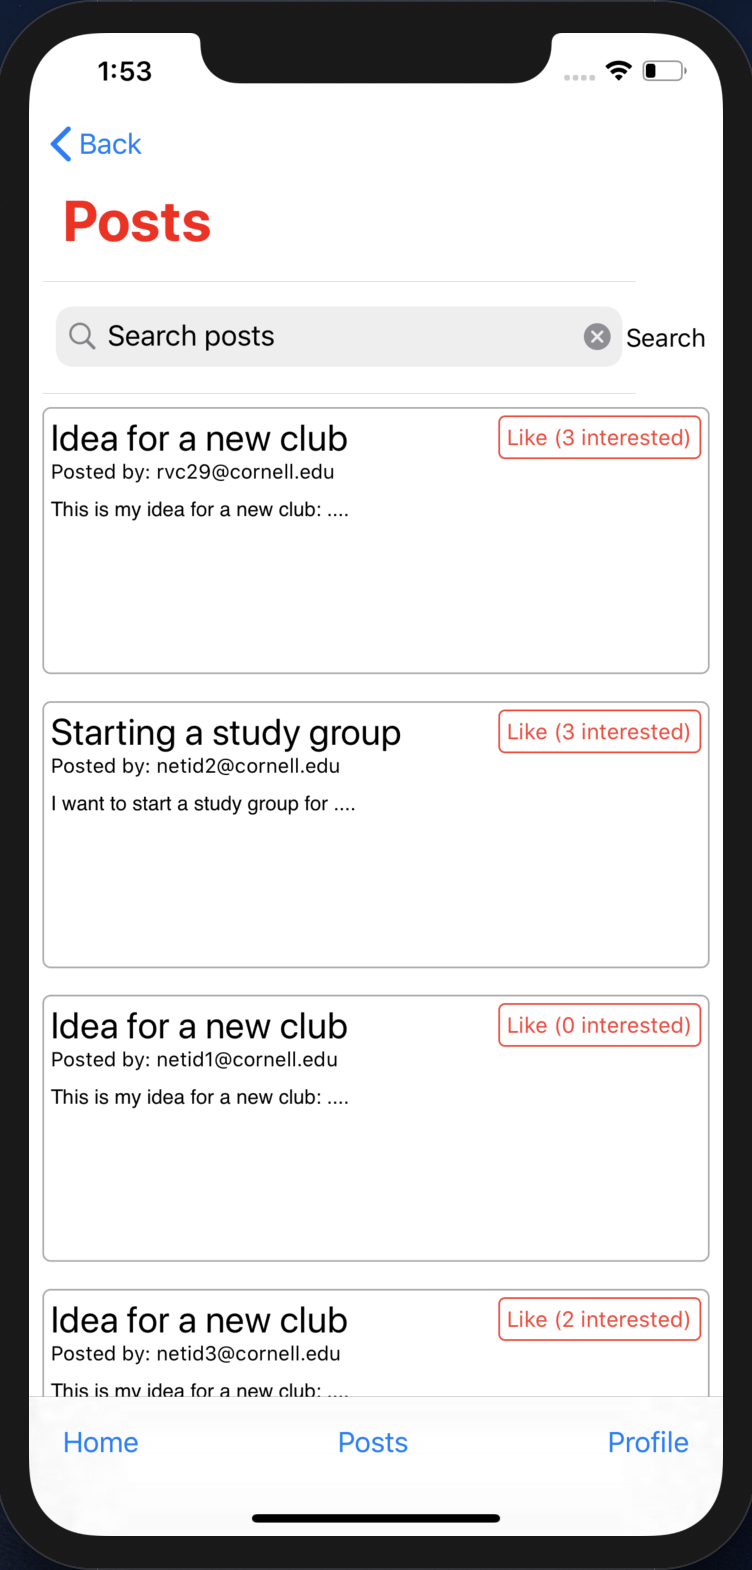 1:53
Back
Posts
Search posts
Search
Idea for a new club
Like (3 interested)
Posted by: rvc29@cornell.edu
This is my idea for a new club: ....
Starting a study group
Like (3 interested)
Posted by: netid2@cornell.edu
I want to start a study group for ....
Idea for a new club
Like (0 interested)
Posted by: netid1@cornell.edu
This is my idea for a new club: ....
Idea for a new club
Like (2 interested)
Posted by: netid3@cornell.edu
This is my idea for a new club: ....
Home
Posts
Profile